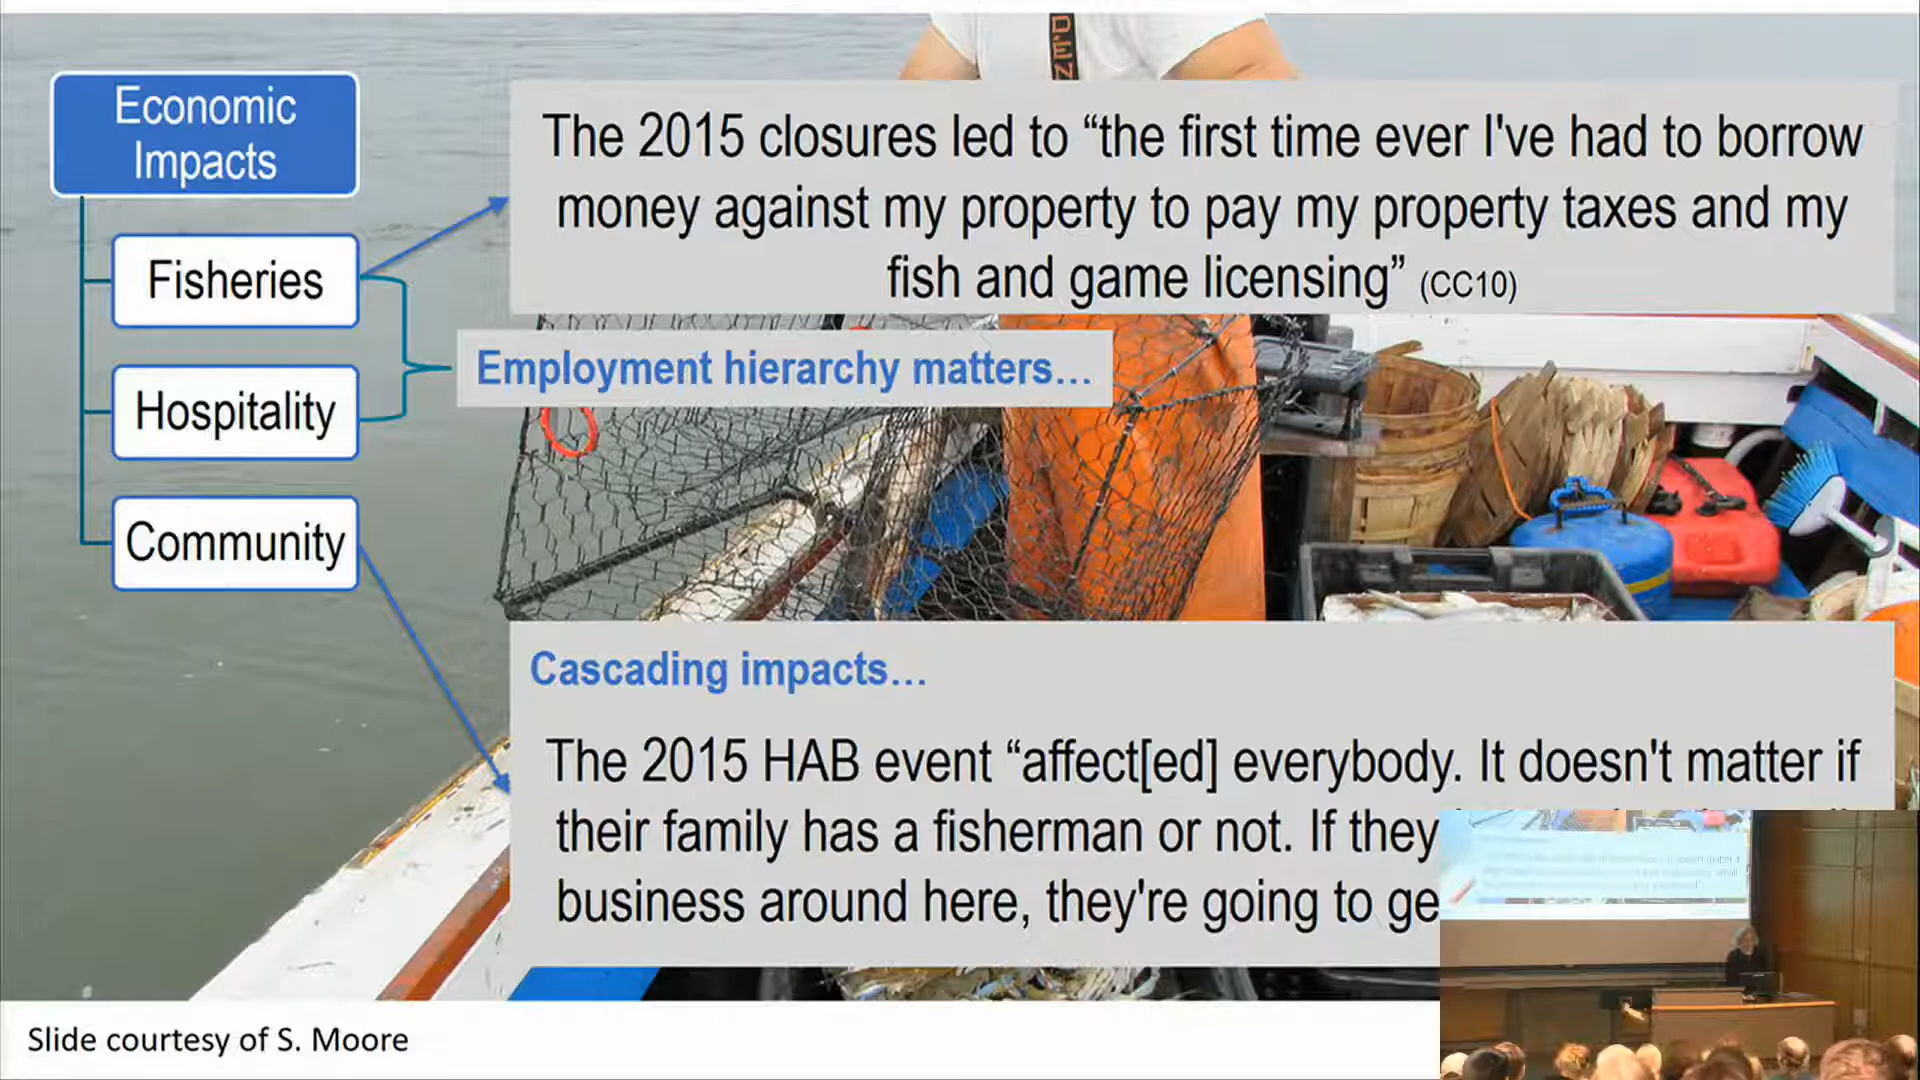 DEN
Economic
Impacts
The 2015 closures led to “the first time ever I've had to borrow
money against my property to pay my property taxes and my
fish and game licensing” (CC10)
Fisheries
Employment hierarchy matters…
Hospitality
Community
Cascading impacts…
The 2015 HAB event “affect[ed] everybody. It doesn't matter if
their family has a fisherman or not. If they
business around here, they're going to ge
Slide courtesy of S. Moore